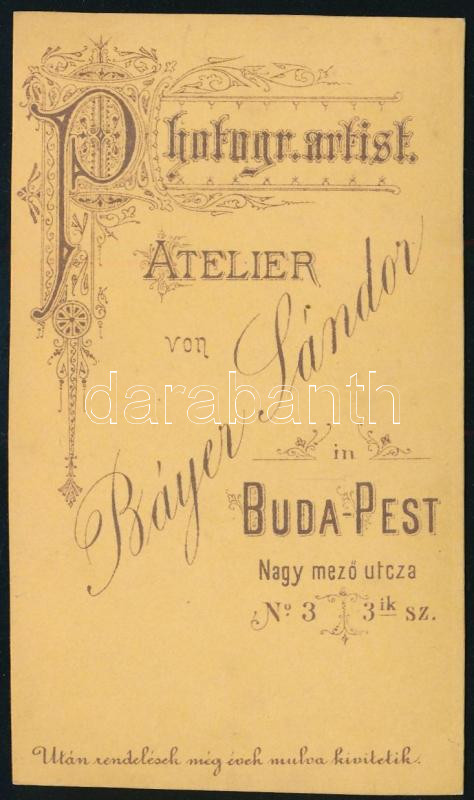 Photogr. artist.
ATELIER
von
Báyer Sándor
in
BUDA-PEST
Nagy mező utcza
No. 3 3ik sz.
Után rendelések még évek mulva kivitetik.
darabanth